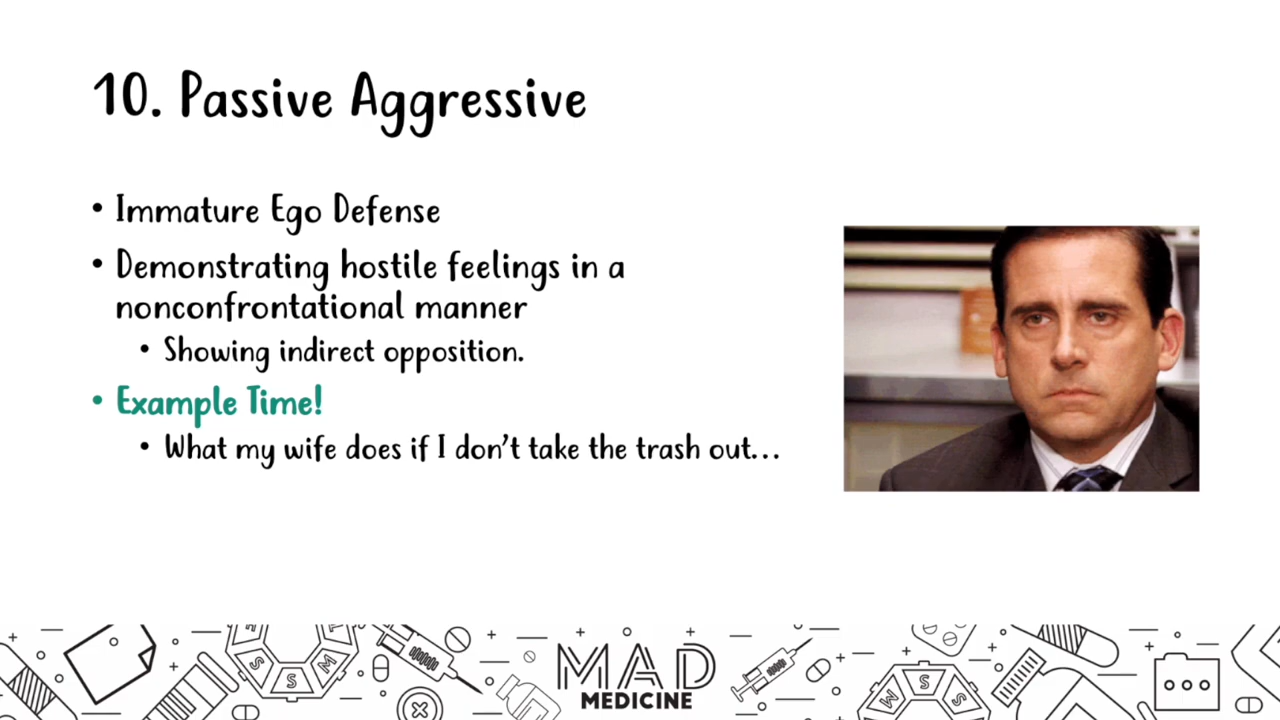 10. Passive Aggressive
• Immature Ego Defense
• Demonstrating hostile feelings in a
nonconfrontational manner
• Showing indirect opposition.
• Example Time!
• What my wife does if I don't take the trash out...
S
S
M
M
S
S
MAD
MEDICINE